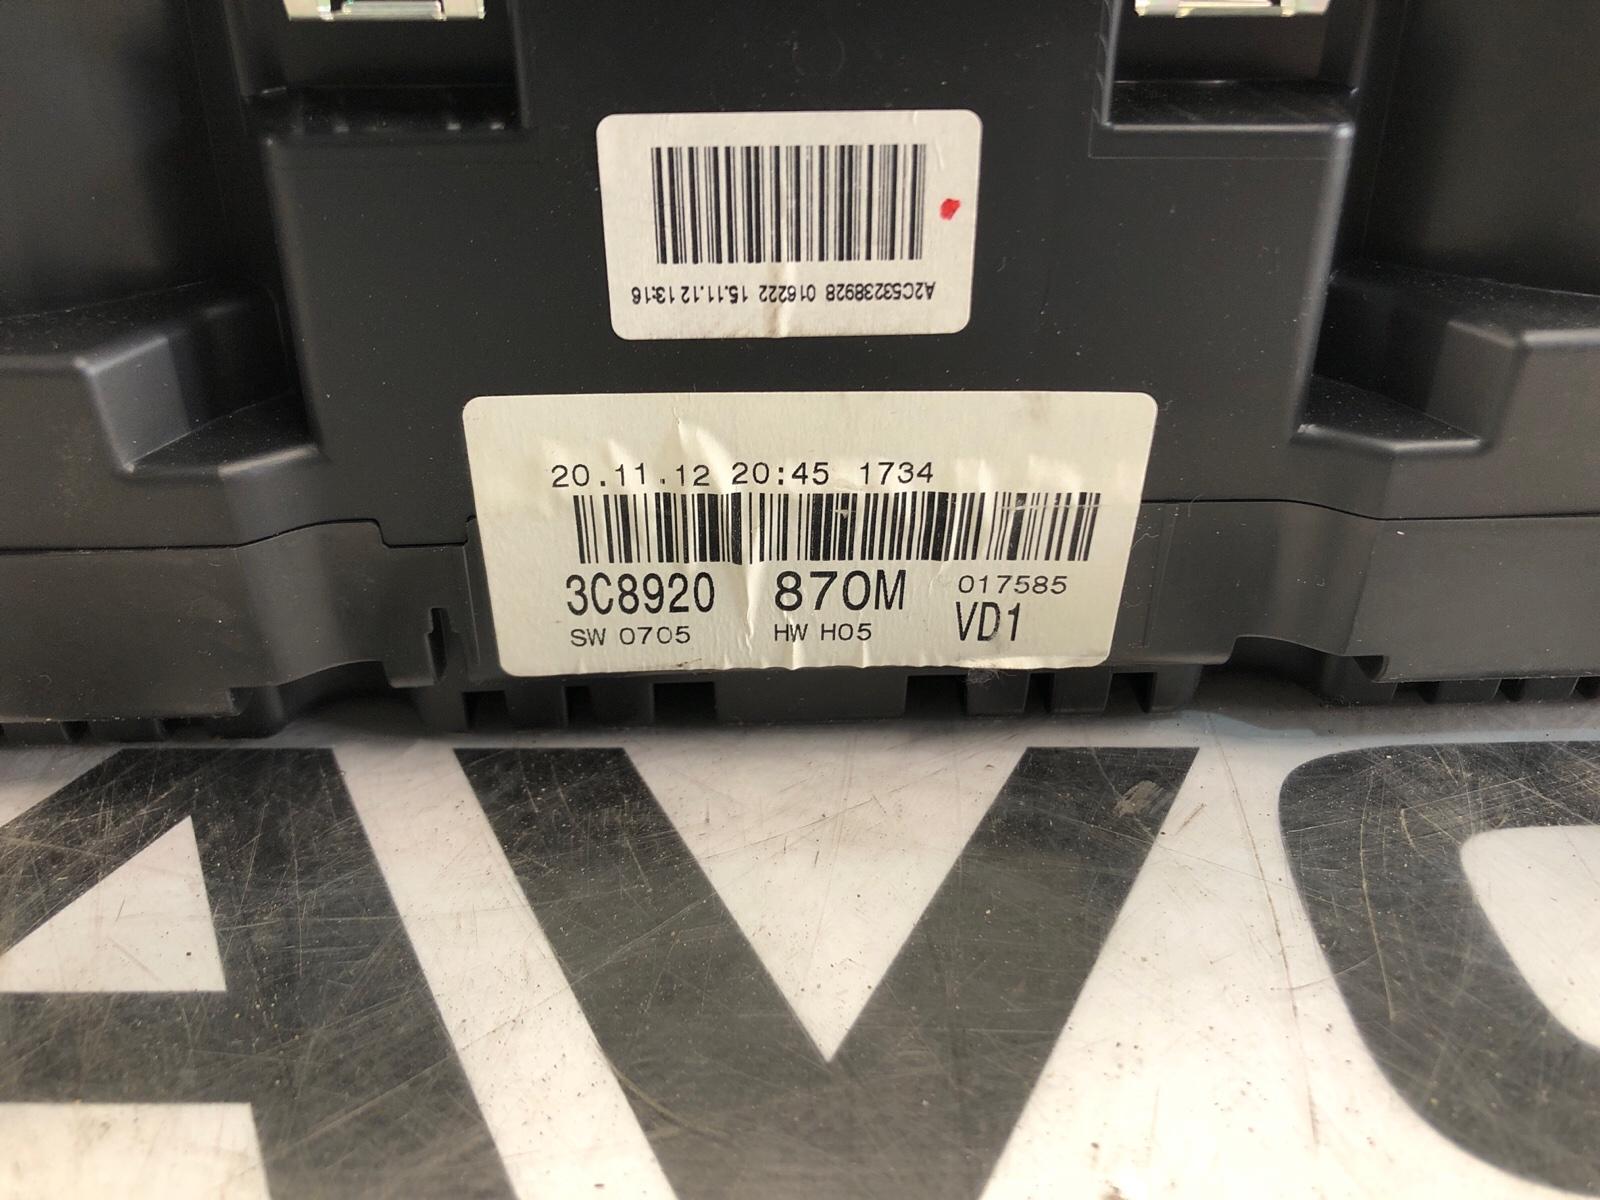 A2C53238928 016222 15.11.12 13:16
20.11.12 20:45 1734
3C8920 870M 017585
SW 0705 HW H05 VD1
AVO